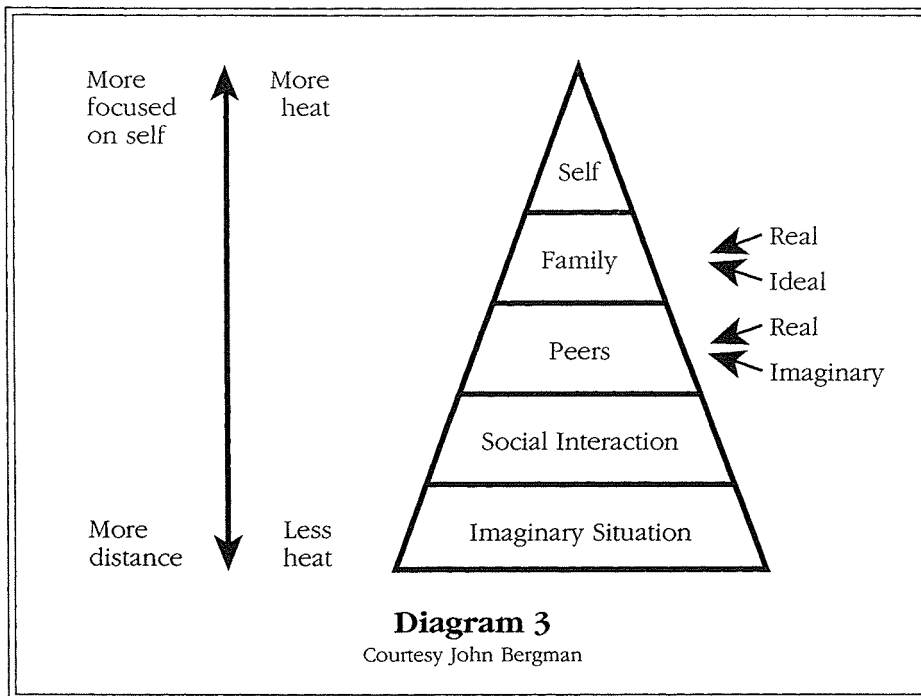 More
focused
on self
More
heat
Self
Family
Real
Ideal
Peers
Real
Imaginary
Social Interaction
Imaginary Situation
More
distance
Less
heat
Diagram 3
Courtesy John Bergman